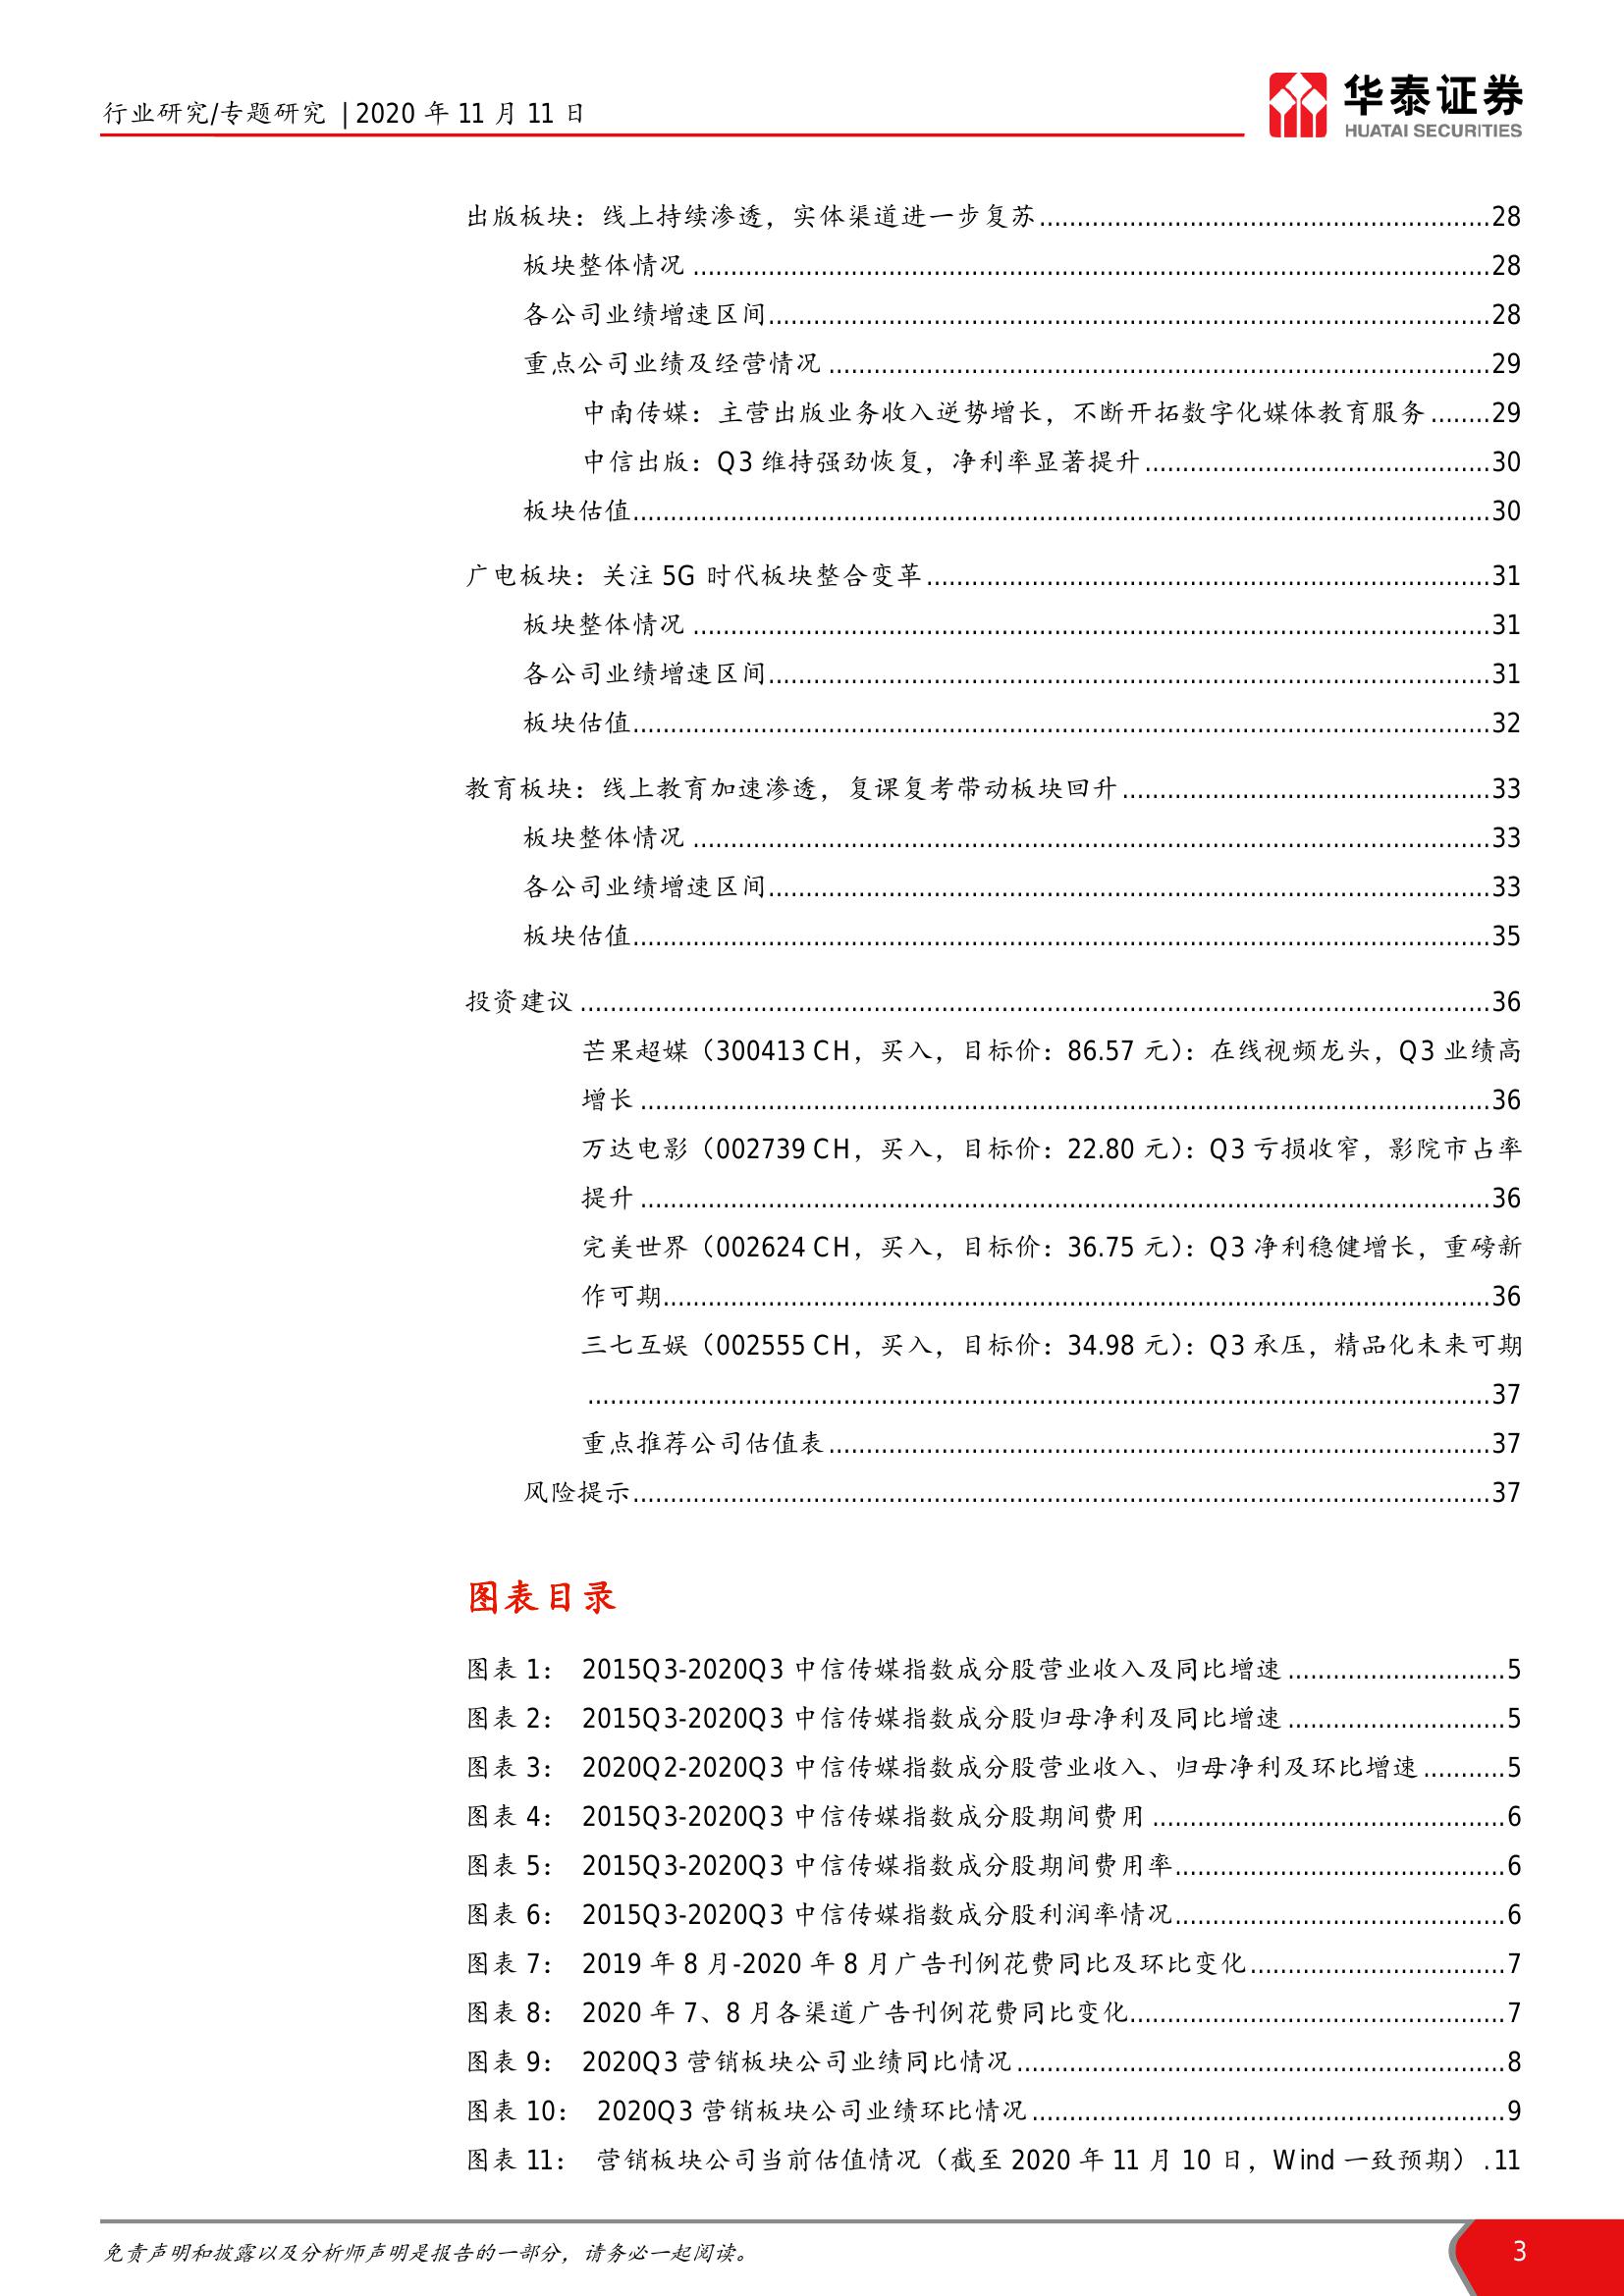 行业研究/专题研究 | 2020 年 11 月 11 日
华泰证券
HUATAI SECURITIES
出版板块：线上持续渗透，实体渠道进一步复苏......28
板块整体情况......28
各公司业绩增速区间......28
重点公司业绩及经营情况......29
中南传媒：主营出版业务收入逆势增长，不断开拓数字化媒体教育服务......29
中信出版：Q3 维持强劲恢复，净利率显著提升......30
板块估值......30
广电板块：关注 5G 时代板块整合变革......31
板块整体情况......31
各公司业绩增速区间......31
板块估值......32
教育板块：线上教育加速渗透，复课复考带动板块回升......33
板块整体情况......33
各公司业绩增速区间......33
板块估值......35
投资建议......36
芒果超媒（300413 CH，买入，目标价：86.57 元）：在线视频龙头，Q3 业绩高
增长......36
万达电影（002739 CH，买入，目标价：22.80 元）：Q3 亏损收窄，影院市占率
提升......36
完美世界（002624 CH，买入，目标价：36.75 元）：Q3 净利稳健增长，重磅新
作可期......36
三七互娱（002555 CH，买入，目标价：34.98 元）：Q3 承压，精品化未来可期
......37
重点推荐公司估值表......37
风险提示......37
图表目录
图表 1： 2015Q3-2020Q3 中信传媒指数成分股营业收入及同比增速......5
图表 2： 2015Q3-2020Q3 中信传媒指数成分股归母净利及同比增速......5
图表 3： 2020Q2-2020Q3 中信传媒指数成分股营业收入、归母净利及环比增速......5
图表 4： 2015Q3-2020Q3 中信传媒指数成分股期间费用......6
图表 5： 2015Q3-2020Q3 中信传媒指数成分股期间费用率......6
图表 6： 2015Q3-2020Q3 中信传媒指数成分股利润率情况......6
图表 7： 2019 年 8 月-2020 年 8 月广告刊例花费同比及环比变化......7
图表 8： 2020 年 7、8 月各渠道广告刊例花费同比变化......7
图表 9： 2020Q3 营销板块公司业绩同比情况......8
图表 10： 2020Q3 营销板块公司业绩环比情况......9
图表 11： 营销板块公司当前估值情况（截至 2020 年 11 月 10 日，Wind 一致预期）.11
免责声明和披露以及分析师声明是报告的一部分，请务必一起阅读。
3